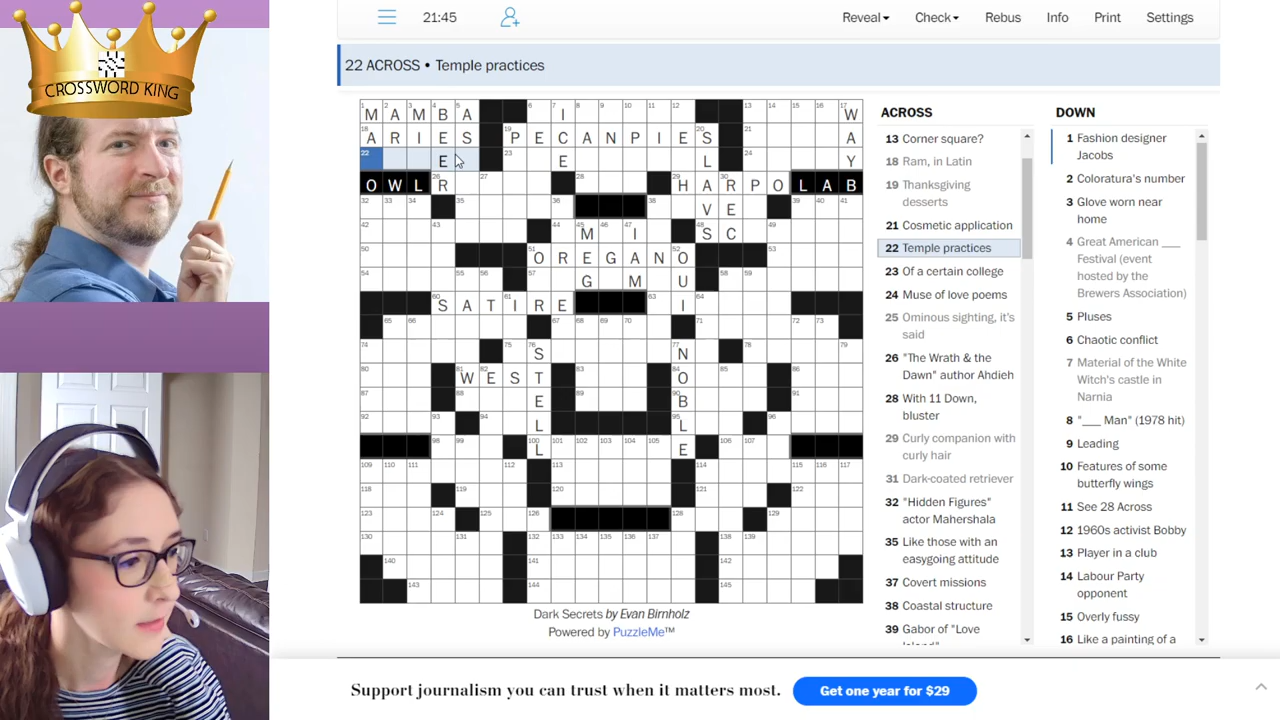 CROSSWORD KING
21:45
Reveal
Check
Rebus
Info
Print
Settings
22 ACROSS • Temple practices
MAMBA
ARIES
PECANPIES
OWL
HARPO
LAB
OREGANO
SATIRE
WEST
STELL
NOBLE
WAY
Dark Secrets by Evan Birnholz
Powered by PuzzleMe™
ACROSS
13 Corner square?
18 Ram, in Latin
19 Thanksgiving
desserts
21 Cosmetic application
22 Temple practices
23 Of a certain college
24 Muse of love poems
25 Ominous sighting, it's
said
26 "The Wrath & the
Dawn" author Ahdieh
28 With 11 Down,
bluster
29 Curly companion with
curly hair
31 Dark-coated retriever
32 "Hidden Figures"
actor Mahershala
35 Like those with an
easygoing attitude
37 Covert missions
38 Coastal structure
39 Gabor of "Love
Island"
DOWN
1 Fashion designer
Jacobs
2 Coloratura's number
3 Glove worn near
home
4 Great American ___
Festival (event
hosted by the
Brewers Association)
5 Pluses
6 Chaotic conflict
7 Material of the White
Witch's castle in
Narnia
8 "___ Man" (1978 hit)
9 Leading
10 Features of some
butterfly wings
11 See 28 Across
12 1960s activist Bobby
13 Player in a club
14 Labour Party
opponent
15 Overly fussy
16 Like a painting of a
Support journalism you can trust when it matters most.
Get one year for $29